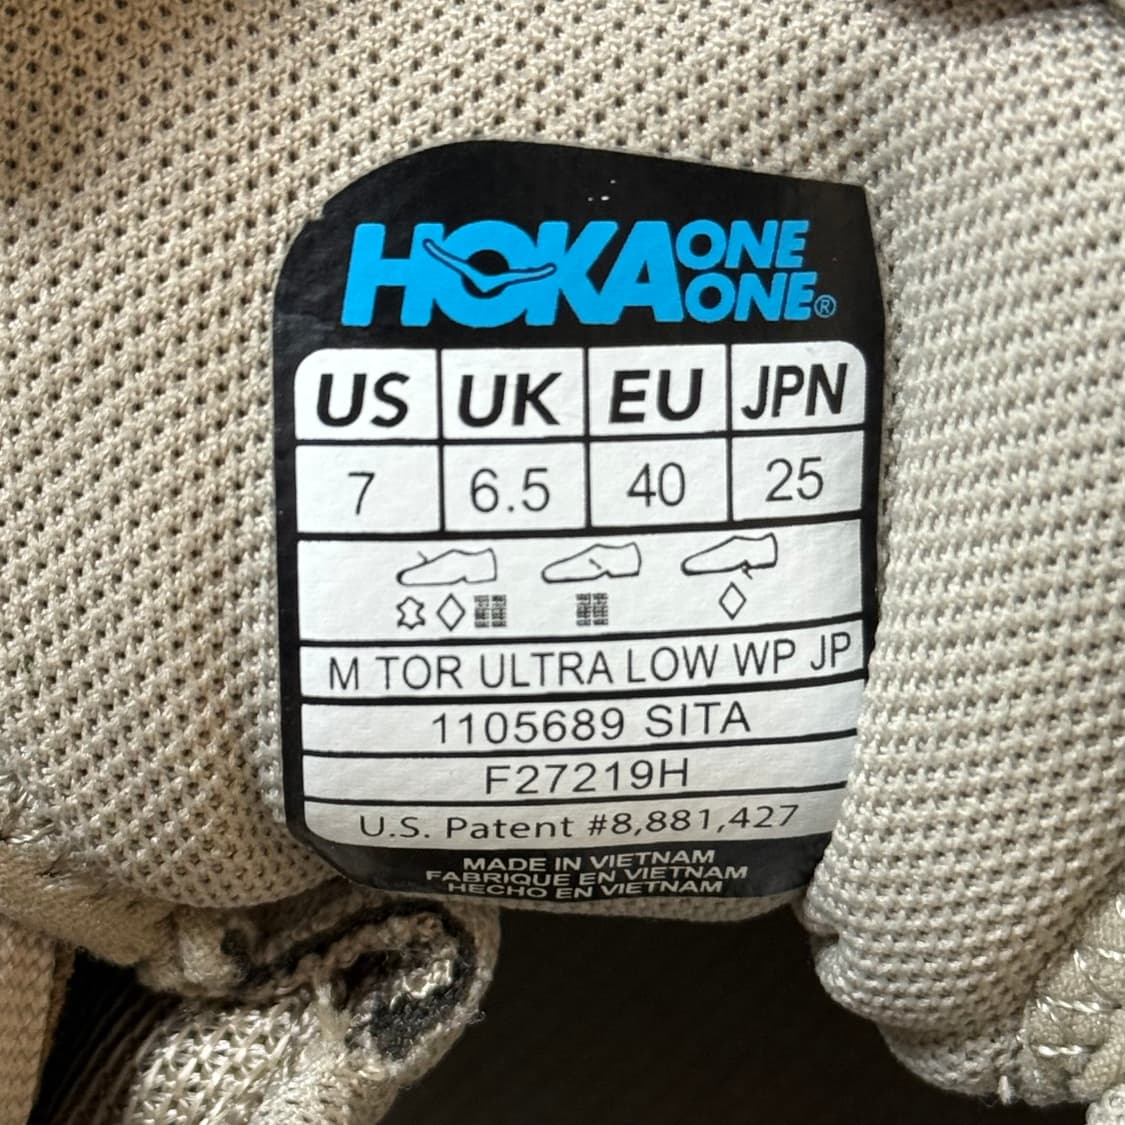 HOKA ONE ONE®
US UK EU JPN
7 6.5 40 25
M TOR ULTRA LOW WP JP
1105689 SITA
F27219H
U.S. Patent #8,881,427
MADE IN VIETNAM
FABRIQUE EN VIETNAM
HECHO EN VIETNAM